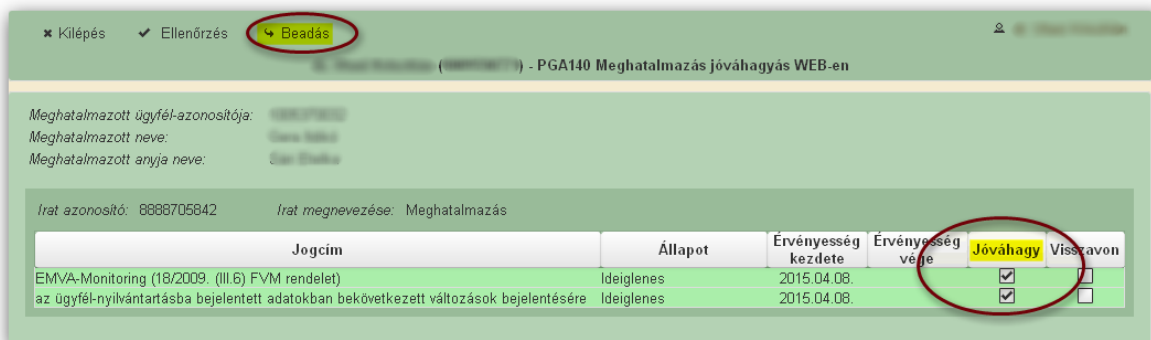 Kilépés Ellenőrzés Beadás
- PGA140 Meghatalmazás jóváhagyás WEB-en
Meghatalmazott ügyfél-azonosítója:
Meghatalmazott neve:
Meghatalmazott anyja neve:
Irat azonosító: 8888705842 Irat megnevezése: Meghatalmazás
Jogcím Állapot Érvényesség kezdete Érvényesség vége Jóváhagy Visszavon
EMVA-Monitoring (18/2009. (III.6) FVM rendelet) Ideiglenes 2015.04.08.
az ügyfél-nyilvántartásba bejelentett adatokban bekövetkezett változások bejelentésére Ideiglenes 2015.04.08.